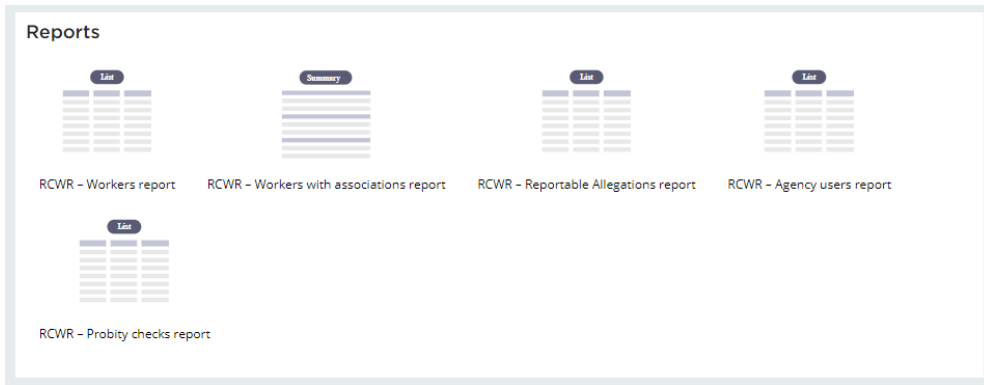 Reports
List
Summary
List
List
RCWR – Workers report
RCWR – Workers with associations report
RCWR – Reportable Allegations report
RCWR – Agency users report
List
RCWR – Probity checks report